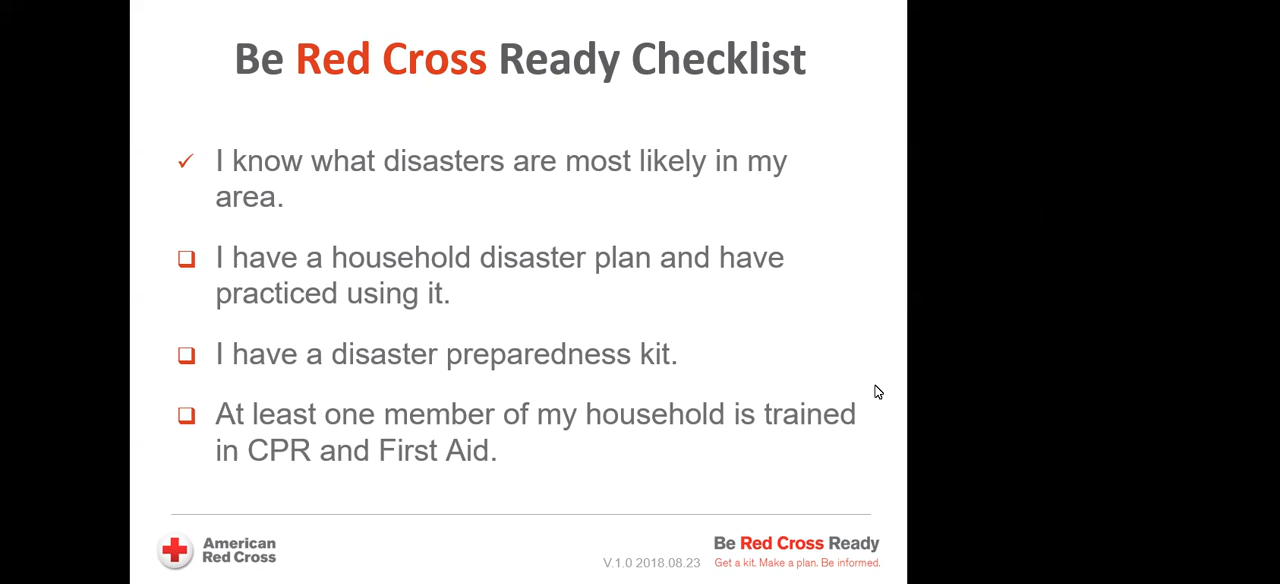 Be Red Cross Ready Checklist
I know what disasters are most likely in my
area.
I have a household disaster plan and have
practiced using it.
I have a disaster preparedness kit.
At least one member of my household is trained
in CPR and First Aid.
American
Red Cross
V.1.0 2018.08.23
Be Red Cross Ready
Get a kit. Make a plan. Be informed.